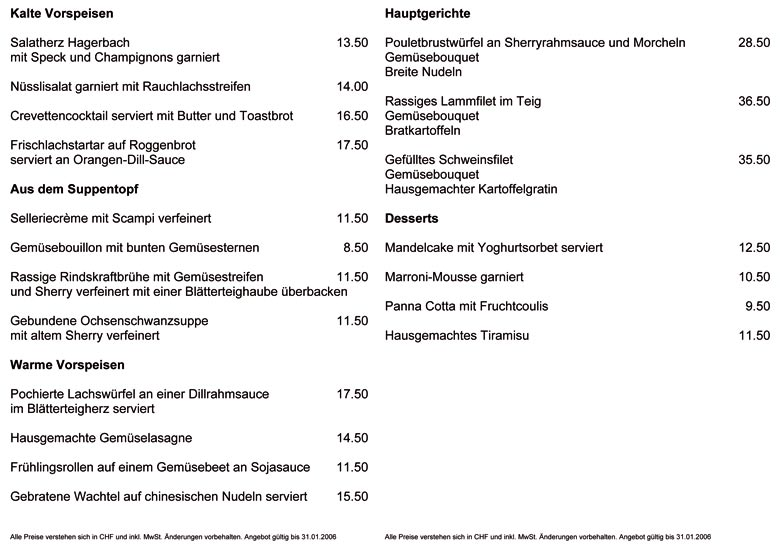 Kalte Vorspeisen
Salatherz Hagerbach 13.50
mit Speck und Champignons garniert
Nüsslisalat garniert mit Rauchlachsstreifen 14.00
Crevettencocktail serviert mit Butter und Toastbrot 16.50
Frischlachstartar auf Roggenbrot 17.50
serviert an Orangen-Dill-Sauce
Aus dem Suppentopf
Selleriecrème mit Scampi verfeinert 11.50
Gemüsebouillon mit bunten Gemüsesternen 8.50
Rassige Rindskraftbrühe mit Gemüsestreifen 11.50
und Sherry verfeinert mit einer Blätterteighaube überbacken
Gebundene Ochsenschwanzsuppe 11.50
mit altem Sherry verfeinert
Warme Vorspeisen
Pochierte Lachswürfel an einer Dillrahmsauce 17.50
im Blätterteigherz serviert
Hausgemachte Gemüselasagne 14.50
Frühlingsrollen auf einem Gemüsebeet an Sojasauce 11.50
Gebratene Wachtel auf chinesischen Nudeln serviert 15.50
Alle Preise verstehen sich in CHF und inkl. MwSt. Änderungen vorbehalten. Angebot gültig bis 31.01.2006
Hauptgerichte
Pouletbrustwürfel an Sherryrahmsauce und Morcheln 28.50
Gemüsebouquet
Breite Nudeln
Rassiges Lammfilet im Teig 36.50
Gemüsebouquet
Bratkartoffeln
Gefülltes Schweinsfilet 35.50
Gemüsebouquet
Hausgemachter Kartoffelgratin
Desserts
Mandelcake mit Yoghurtsorbet serviert 12.50
Marroni-Mousse garniert 10.50
Panna Cotta mit Fruchtcoulis 9.50
Hausgemachtes Tiramisu 11.50
Alle Preise verstehen sich in CHF und inkl. MwSt. Änderungen vorbehalten. Angebot gültig bis 31.01.2006